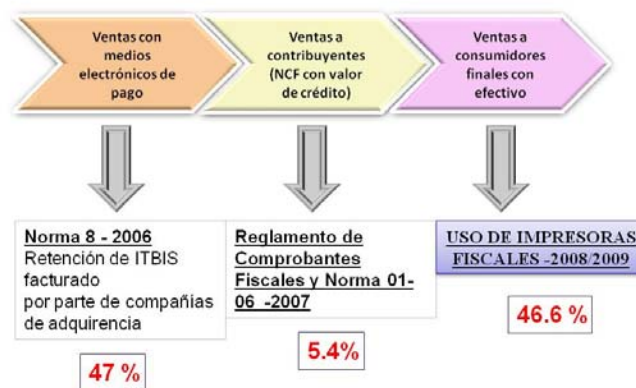 Ventas con
medios
electrónicos de
pago
Ventas a
contribuyentes
(NCF con valor
de crédito)
Ventas a
consumidores
finales con
efectivo
Norma 8 - 2006
Retención de ITBIS
facturado
por parte de compañías
de adquirencia
Reglamento de
Comprobantes
Fiscales y Norma 01-
06 -2007
USO DE IMPRESORAS
FISCALES -2008/2009
47 %
5.4%
46.6 %